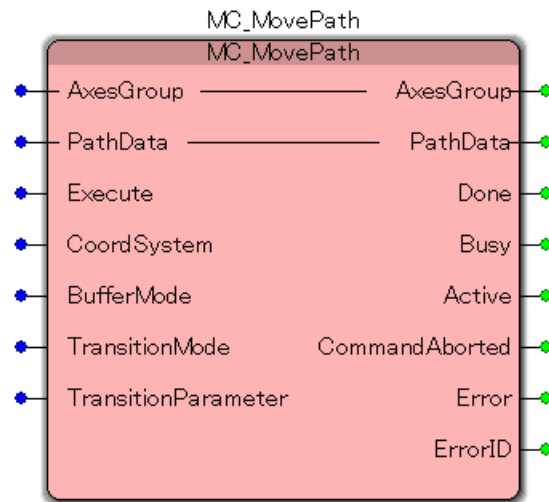 MC_MovePath
MC_MovePath
AxesGroup AxesGroup
PathData PathData
Execute Done
CoordSystem Busy
BufferMode Active
TransitionMode CommandAborted
TransitionParameter Error
ErrorID